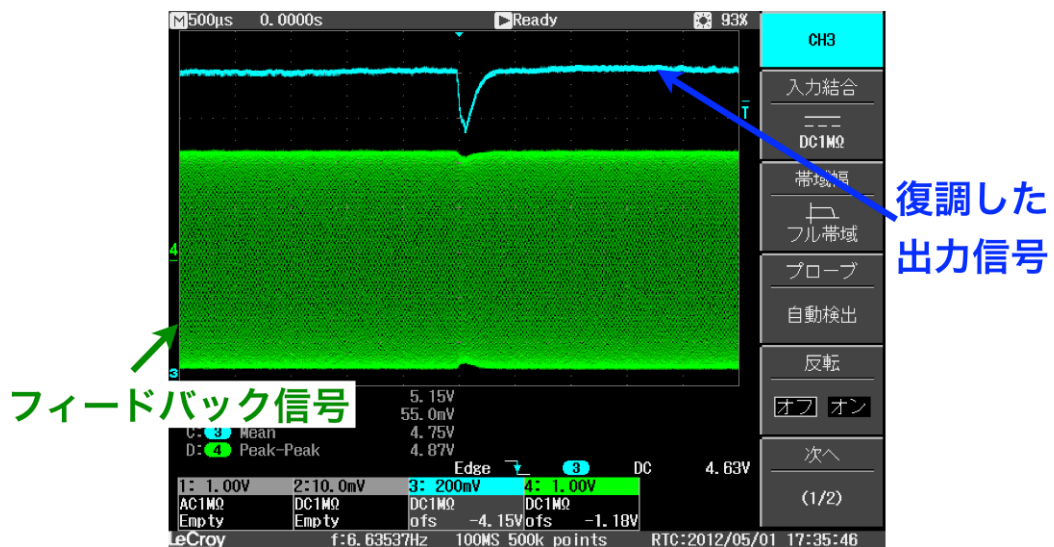 M 500µs 0.0000s Ready 93%
CH3
入力結合
DC1MΩ
帯域幅
フル帯域
プローブ
自動検出
反転
オフ オン
次へ
(1/2)
T
4
3
復調した
出力信号
フィードバック信号
5.15V
55.0mV
C: 3 Mean 4.75V
D: 4 Peak-Peak 4.87V
Edge 3 DC 4.63V
1: 1.00V 2:10.0mV 3: 200mV 4: 1.00V
AC1MΩ DC1MΩ DC1MΩ DC1MΩ
Empty Empty ofs -4.15V ofs -1.18V
LeCroy f:6.63537Hz 100MS 500k points RTC:2012/05/01 17:35:46